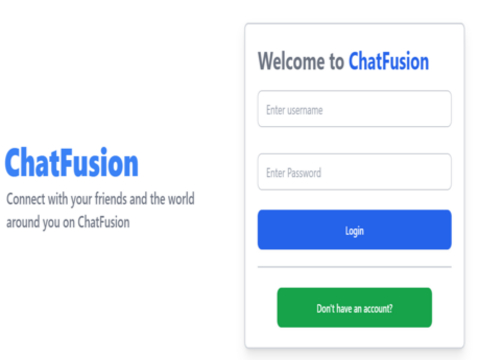 ChatFusion
Connect with your friends and the world
around you on ChatFusion
Welcome to ChatFusion
Enter username
Enter Password
Login
Don't have an account?